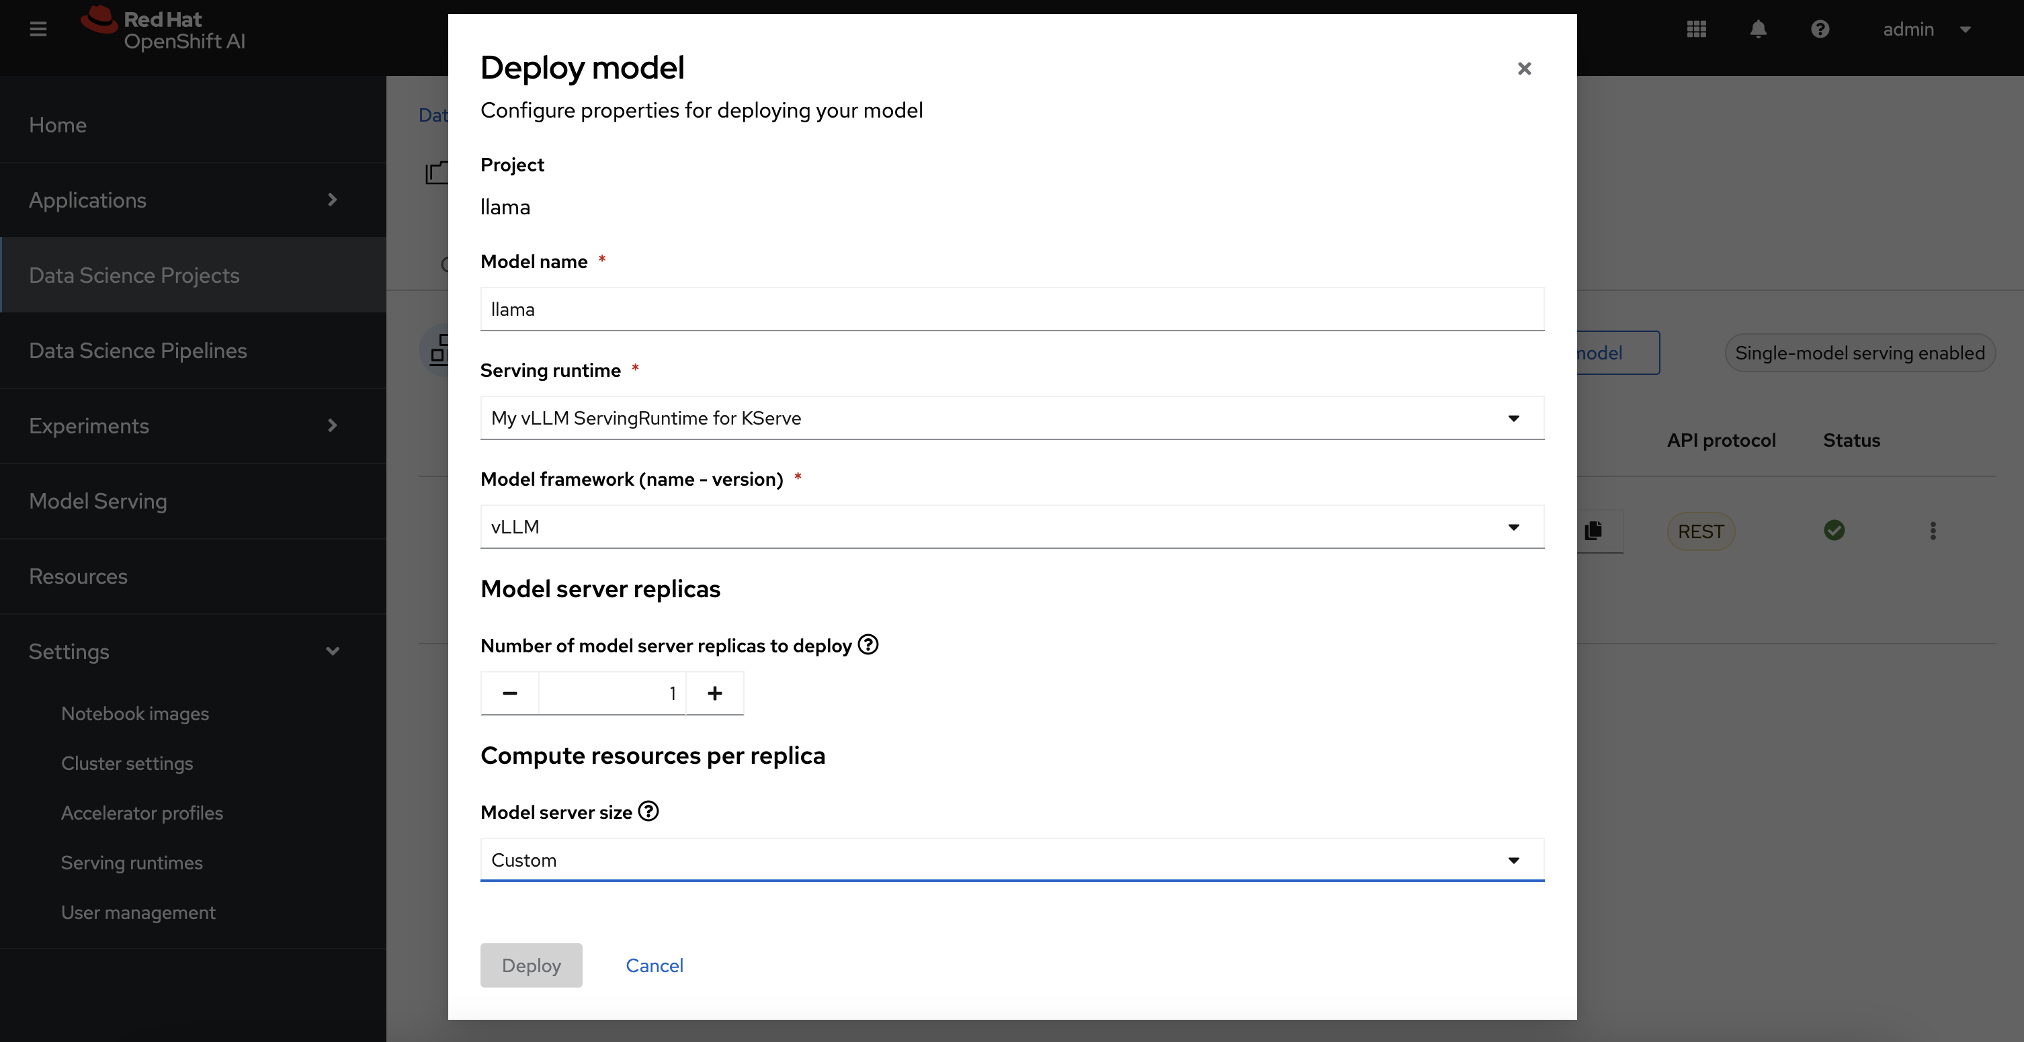 Red Hat
OpenShift AI
admin
Home
Applications
Data Science Projects
Data Science Pipelines
Experiments
Model Serving
Resources
Settings
Notebook images
Cluster settings
Accelerator profiles
Serving runtimes
User management
Deploy model
Configure properties for deploying your model
Project
llama
Model name *
llama
Serving runtime *
My vLLM ServingRuntime for KServe
Model framework (name - version) *
vLLM
Model server replicas
Number of model server replicas to deploy
1
Compute resources per replica
Model server size
Custom
Deploy Cancel
Dat
model
Single-model serving enabled
API protocol Status
REST